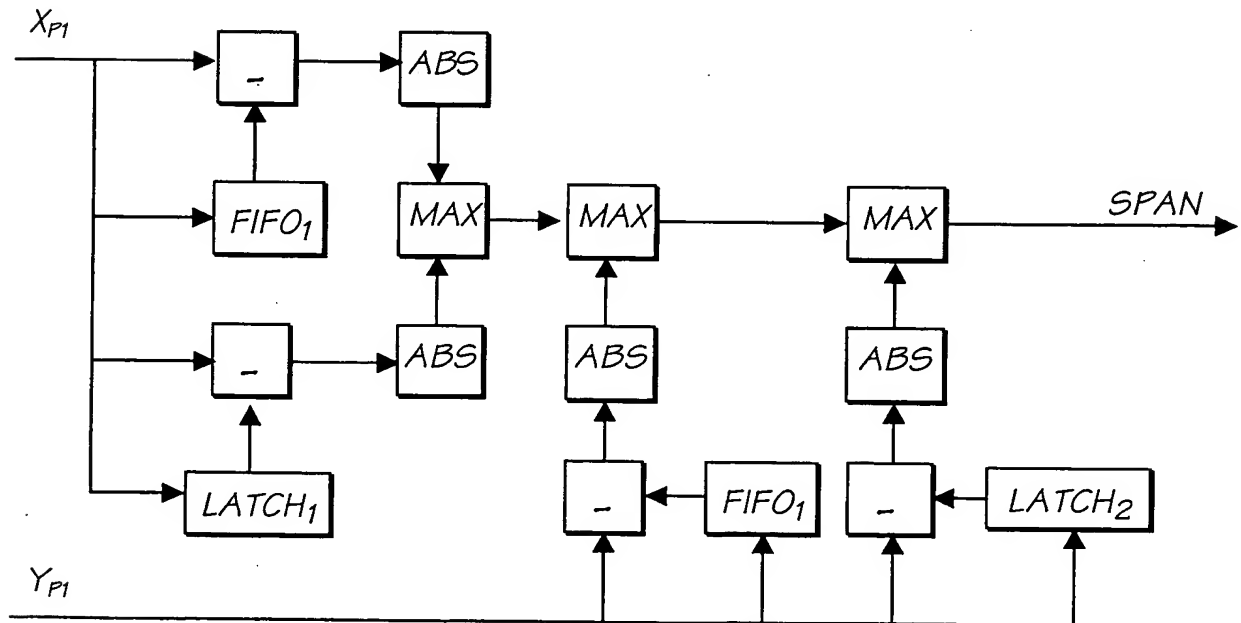 X_P1
-
ABS
FIFO_1
MAX
MAX
MAX
SPAN
-
ABS
ABS
ABS
LATCH_1
-
FIFO_1
-
LATCH_2
Y_P1